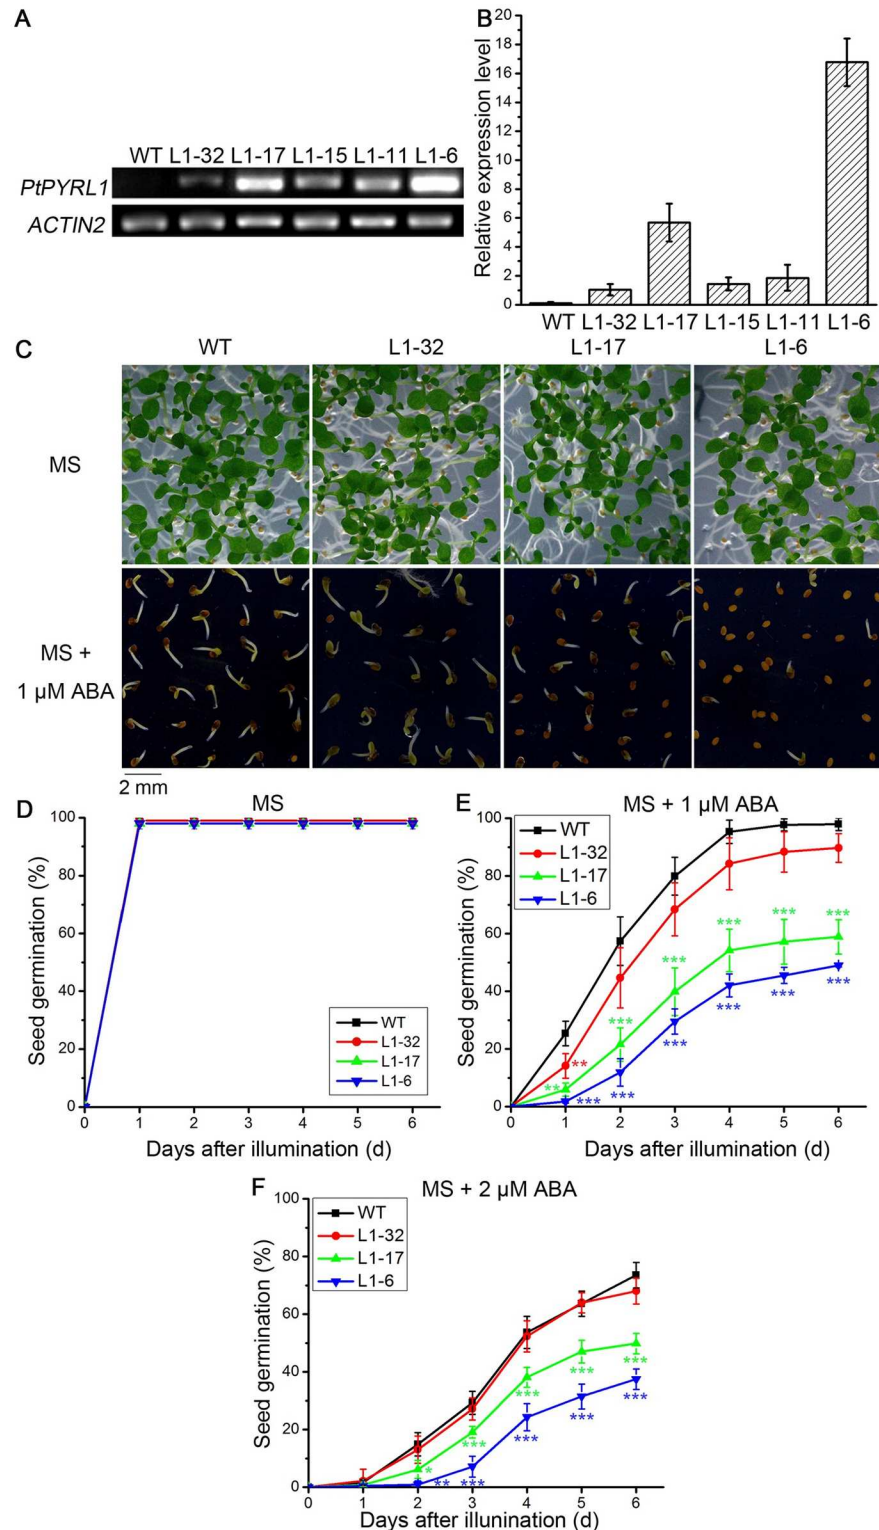 A
WT L1-32 L1-17 L1-15 L1-11 L1-6
PtPYRL1
ACTIN2
B
Relative expression level
20
18
16
14
12
10
8
6
4
2
0
WT L1-32 L1-17 L1-15 L1-11 L1-6
C
WT L1-32 L1-17 L1-6
MS
MS +
1 µM ABA
2 mm
D
MS
Seed germination (%)
100
80
60
40
20
0
WT
L1-32
L1-17
L1-6
0 1 2 3 4 5 6
Days after illumination (d)
E
MS + 1 µM ABA
Seed germination (%)
100
80
60
40
20
0
WT
L1-32
L1-17
L1-6
*** *** ***
***
*** *** *** ***
** *** ***
** *** ***
0 1 2 3 4 5 6
Days after illumination (d)
F
MS + 2 µM ABA
Seed germination (%)
100
80
60
40
20
0
WT
L1-32
L1-17
L1-6
*** ***
*** ***
*** *** ***
* ** ***
0 1 2 3 4 5 6
Days after illumination (d)